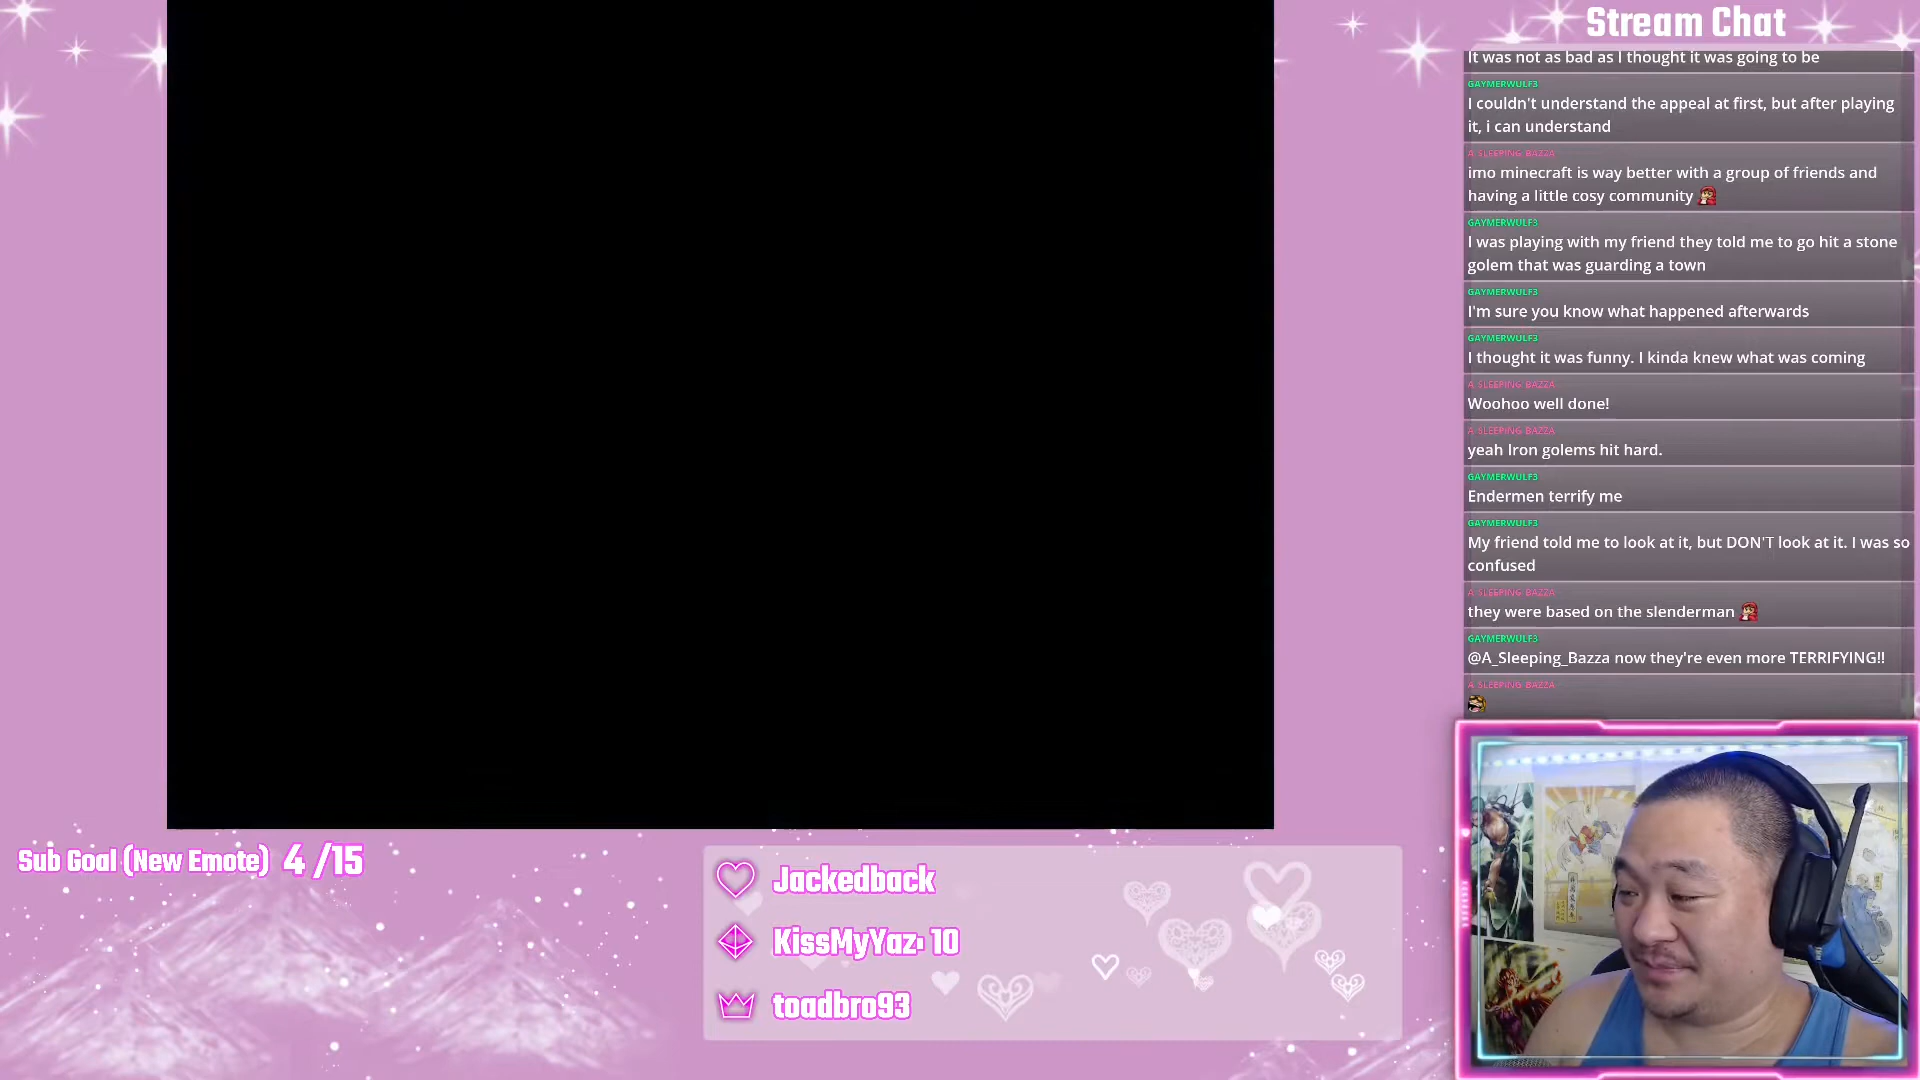 Stream Chat
It was not as bad as I thought it was going to be
GAYMERWULF3
I couldn't understand the appeal at first, but after playing
it, i can understand
A_SLEEPING_BAZZA
imo minecraft is way better with a group of friends and
having a little cosy community
GAYMERWULF3
I was playing with my friend they told me to go hit a stone
golem that was guarding a town
GAYMERWULF3
I'm sure you know what happened afterwards
GAYMERWULF3
I thought it was funny. I kinda knew what was coming
A_SLEEPING_BAZZA
Woohoo well done!
A_SLEEPING_BAZZA
yeah Iron golems hit hard.
GAYMERWULF3
Endermen terrify me
GAYMERWULF3
My friend told me to look at it, but DON'T look at it. I was so
confused
A_SLEEPING_BAZZA
they were based on the slenderman
GAYMERWULF3
@A_Sleeping_Bazza now they're even more TERRIFYING!!
A_SLEEPING_BAZZA
Sub Goal (New Emote) 4 /15
Jackedback
KissMyYaz: 10
toadbro93